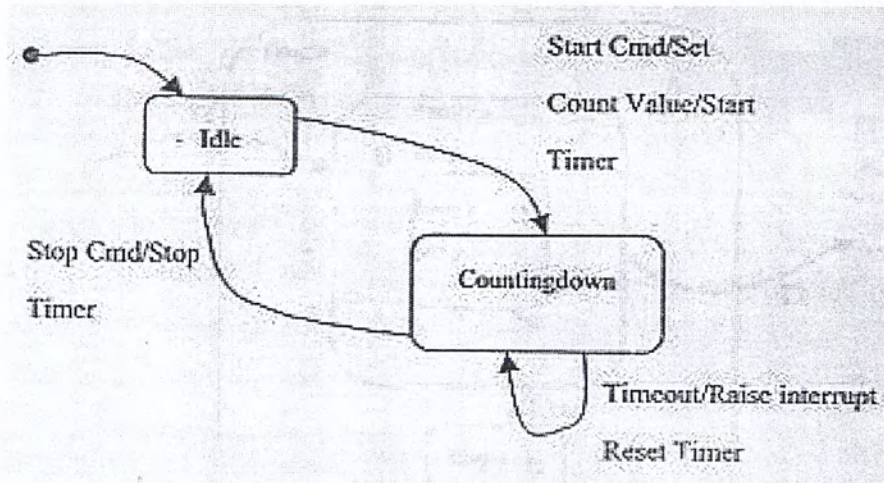 Start Cmd/Set
Count Value/Start
Timer
Idle
Stop Cmd/Stop
Timer
Countingdown
Timeout/Raise interrupt
Reset Timer